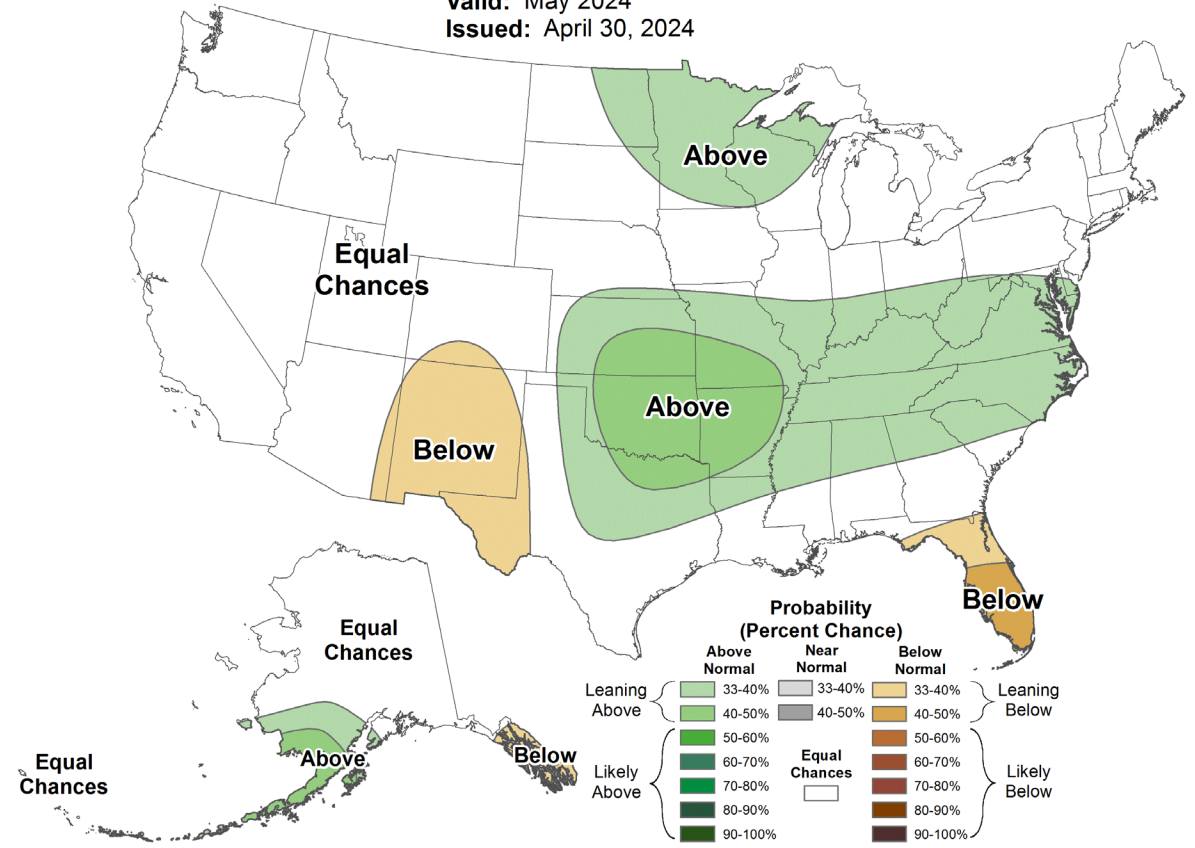 Valid: May 2024
Issued: April 30, 2024
Above
Equal
Chances
Above
Below
Below
Equal
Chances
Above
Below
Equal
Chances
Probability
(Percent Chance)
Above
Normal
Near
Normal
Below
Normal
Leaning
Above
33-40%
33-40%
33-40%
Leaning
Below
40-50%
40-50%
40-50%
Likely
Above
50-60%
50-60%
Likely
Below
60-70%
60-70%
Equal
Chances
70-80%
70-80%
80-90%
80-90%
90-100%
90-100%